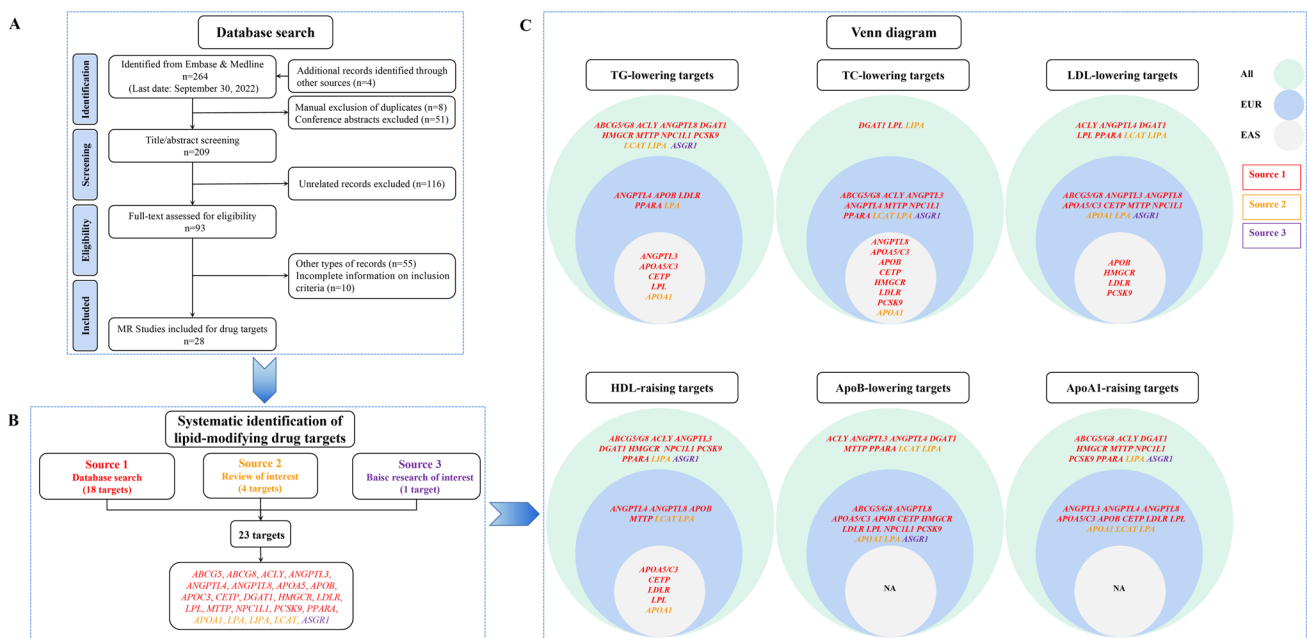 A
Database search
Identification
Identified from Embase & Medline
n=264
(Last date: September 30, 2022)
Additional records identified through
other sources (n=4)
Manual exclusion of duplicates (n=8)
Conference abstracts excluded (n=51)
Screening
Title/abstract screening
n=209
Unrelated records excluded (n=116)
Eligibility
Full-text assessed for eligibility
n=93
Other types of records (n=55)
Incomplete information on inclusion
criteria (n=10)
Included
MR Studies included for drug targets
n=28
B
Systematic identification of
lipid-modifying drug targets
Source 1
Database search
(18 targets)
Source 2
Review of interest
(4 targets)
Source 3
Baisc research of interest
(1 target)
23 targets
ABCG5, ABCG8, ACLY, ANGPTL3,
ANGPTL4, ANGPTL8, APOA5, APOB,
APOC3, CETP, DGAT1, HMGCR, LDLR,
LPL, MTTP, NPC1L1, PCSK9, PPARA,
APOA1, LPA, LIPA, LCAT, ASGR1
C
Venn diagram
TG-lowering targets
ABCG5/G8 ACLY ANGPTL8 DGAT1
HMGCR MTTP NPC1L1 PCSK9
LCAT LIPA ASGR1
ANGPTL4 APOB LDLR
PPARA LPA
ANGPTL3
APOA5/C3
CETP
LPL
APOA1
TC-lowering targets
DGAT1 LPL LIPA
ABCG5/G8 ACLY ANGPTL3
ANGPTL4 MTTP NPC1L1
PPARA LCAT LPA ASGR1
ANGPTL8
APOA5/C3
APOB
CETP
HMGCR
LDLR
PCSK9
APOA1
LDL-lowering targets
ACLY ANGPTL4 DGAT1
LPL PPARA LCAT LIPA
ABCG5/G8 ANGPTL3 ANGPTL8
APOA5/C3 CETP MTTP NPC1L1
APOA1 LPA ASGR1
APOB
HMGCR
LDLR
PCSK9
All
EUR
EAS
Source 1
Source 2
Source 3
HDL-raising targets
ABCG5/G8 ACLY ANGPTL3
DGAT1 HMGCR NPC1L1 PCSK9
PPARA LIPA ASGR1
ANGPTL4 ANGPTL8 APOB
MTTP LCAT LPA
APOA5/C3
CETP
LDLR
LPL
APOA1
ApoB-lowering targets
ACLY ANGPTL3 ANGPTL4 DGAT1
MTTP PPARA LCAT LIPA
ABCG5/G8 ANGPTL8
APOA5/C3 APOB CETP HMGCR
LDLR LPL NPC1L1 PCSK9
APOA1 LPA ASGR1
NA
ApoA1-raising targets
ABCG5/G8 ACLY DGAT1
HMGCR MTTP NPC1L1
PCSK9 PPARA LIPA ASGR1
ANGPTL3 ANGPTL4 ANGPTL8
APOA5/C3 APOB CETP LDLR LPL
APOA1 LCAT LPA
NA